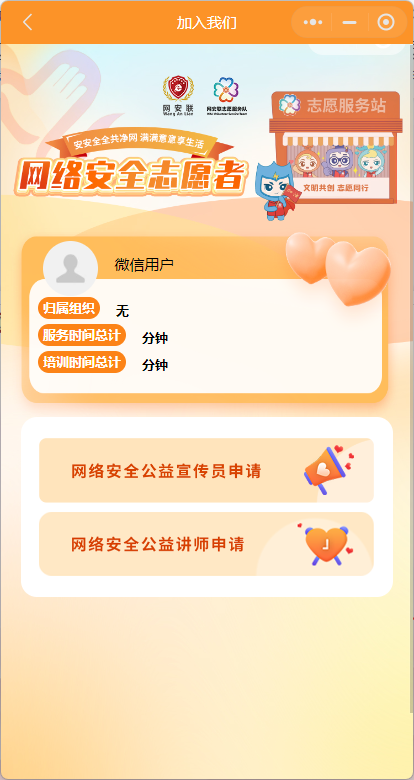 加入我们
网安联
Wang An Lian
网安联志愿服务队
志愿服务站
安安全全共净网 满满意意享生活
网络安全志愿者
文明共创 志愿同行
微信用户
归属组织 无
服务时间总计 分钟
培训时间总计 分钟
网络安全公益宣传员申请
网络安全公益讲师申请